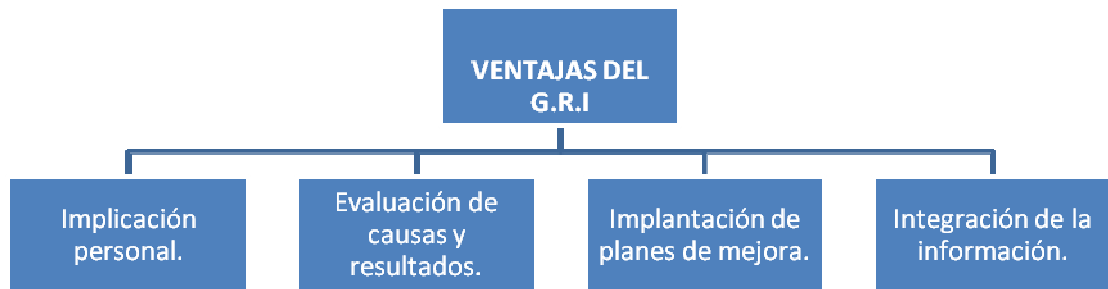 VENTAJAS DEL
G.R.I
Implicación
personal.
Evaluación de
causas y
resultados.
Implantación de
planes de mejora.
Integración de la
información.